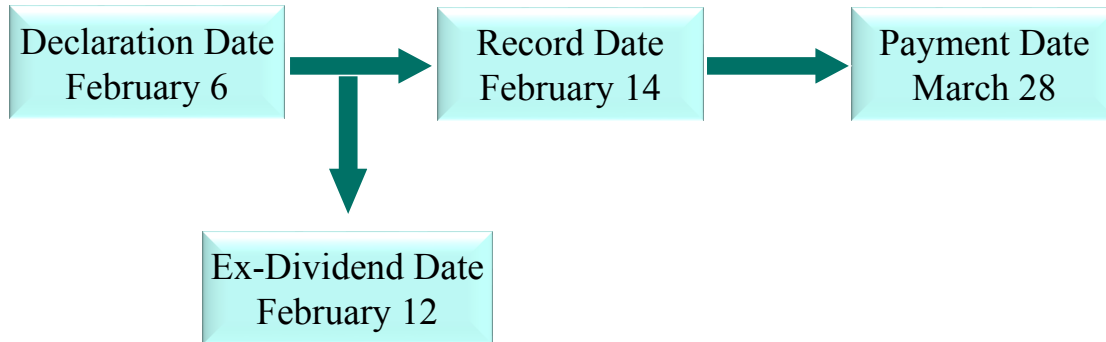 Declaration Date
February 6
Record Date
February 14
Payment Date
March 28
Ex-Dividend Date
February 12